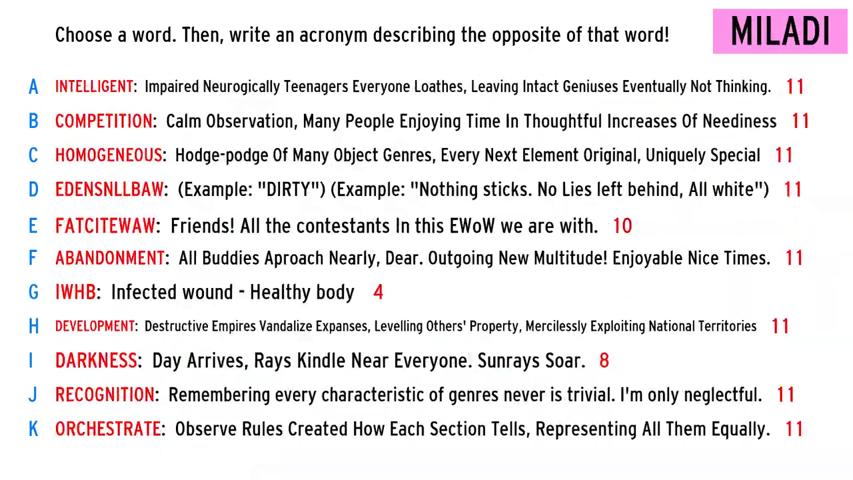 Choose a word. Then, write an acronym describing the opposite of that word!
MILADI
A INTELLIGENT: Impaired Neurogically Teenagers Everyone Loathes, Leaving Intact Geniuses Eventually Not Thinking. 11
B COMPETITION: Calm Observation, Many People Enjoying Time In Thoughtful Increases Of Neediness 11
C HOMOGENEOUS: Hodge-podge Of Many Object Genres, Every Next Element Original, Uniquely Special 11
D EDENSNLLBAW: (Example: "DIRTY") (Example: "Nothing sticks. No Lies left behind, All white") 11
E FATCITEWAW: Friends! All the contestants In this EWoW we are with. 10
F ABANDONMENT: All Buddies Aproach Nearly, Dear. Outgoing New Multitude! Enjoyable Nice Times. 11
G IWHB: Infected wound - Healthy body 4
H DEVELOPMENT: Destructive Empires Vandalize Expanses, Levelling Others' Property, Mercilessly Exploiting National Territories 11
I DARKNESS: Day Arrives, Rays Kindle Near Everyone. Sunrays Soar. 8
J RECOGNITION: Remembering every characteristic of genres never is trivial. I'm only neglectful. 11
K ORCHESTRATE: Observe Rules Created How Each Section Tells, Representing All Them Equally. 11